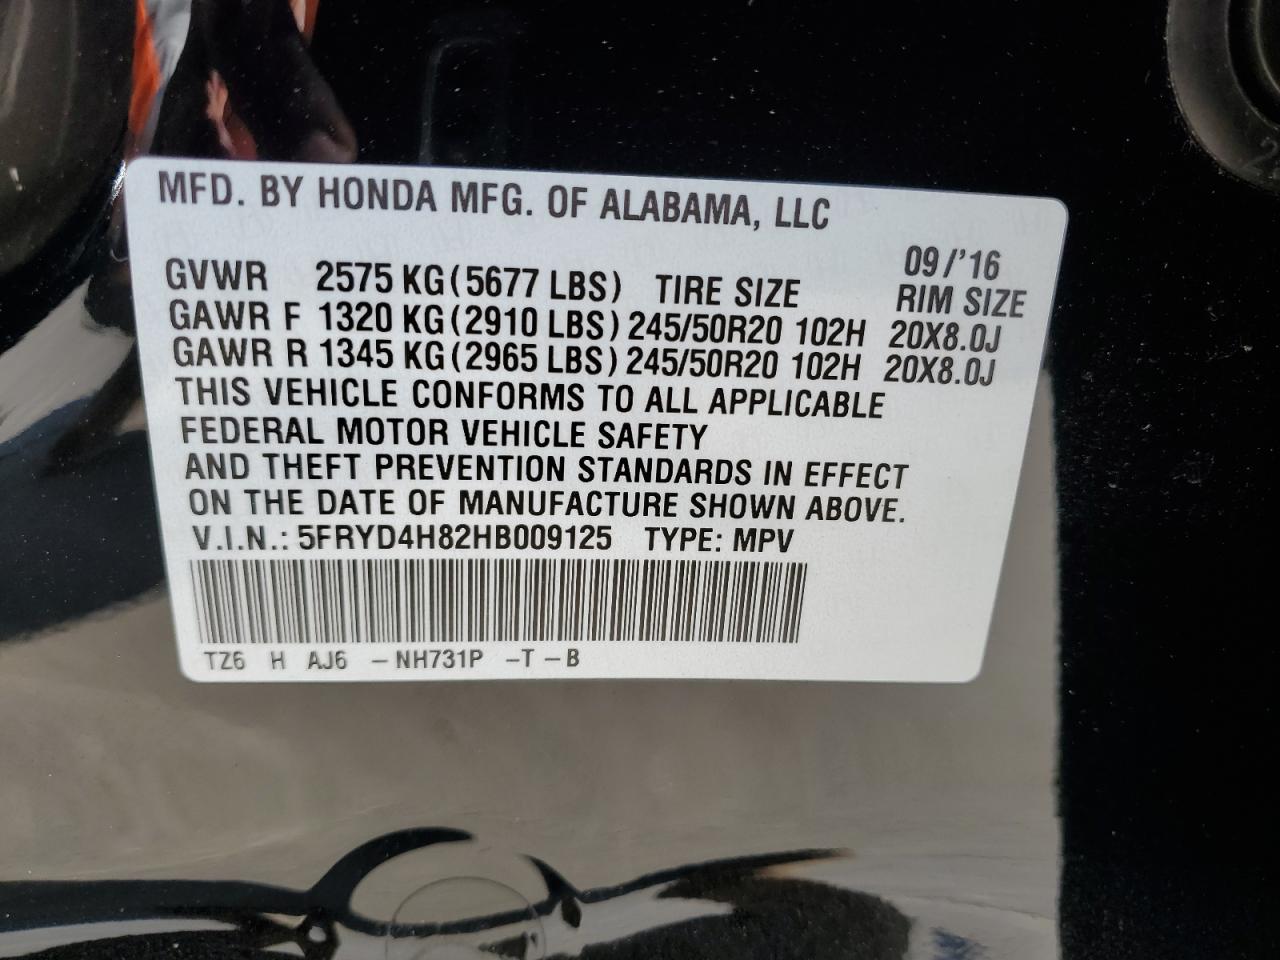 MFD. BY HONDA MFG. OF ALABAMA, LLC
09/'16
GVWR 2575 KG (5677 LBS) TIRE SIZE RIM SIZE
GAWR F 1320 KG (2910 LBS) 245/50R20 102H 20X8.0J
GAWR R 1345 KG (2965 LBS) 245/50R20 102H 20X8.0J
THIS VEHICLE CONFORMS TO ALL APPLICABLE
FEDERAL MOTOR VEHICLE SAFETY
AND THEFT PREVENTION STANDARDS IN EFFECT
ON THE DATE OF MANUFACTURE SHOWN ABOVE.
V.I.N.: 5FRYD4H82HB009125 TYPE: MPV
TZ6 H AJ6 – NH731P –T – B